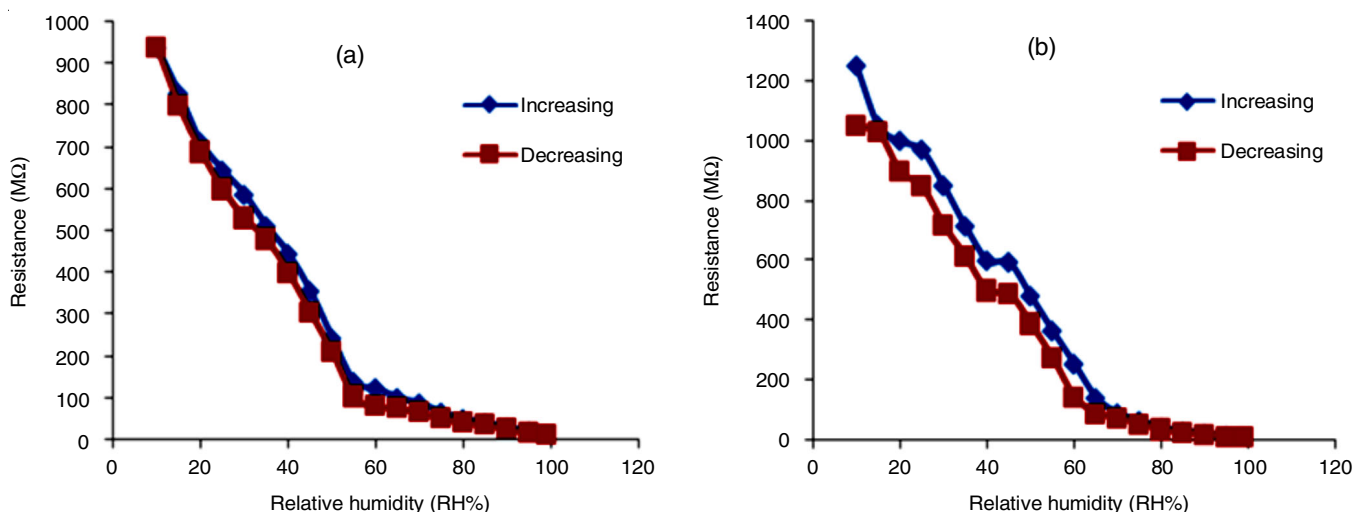 (a)
Resistance (MΩ)
1000
900
800
700
600
500
400
300
200
100
0
Increasing
Decreasing
0 20 40 60 80 100 120
Relative humidity (RH%)
(b)
Resistance (MΩ)
1400
1200
1000
800
600
400
200
0
Increasing
Decreasing
0 20 40 60 80 100 120
Relative humidity (RH%)